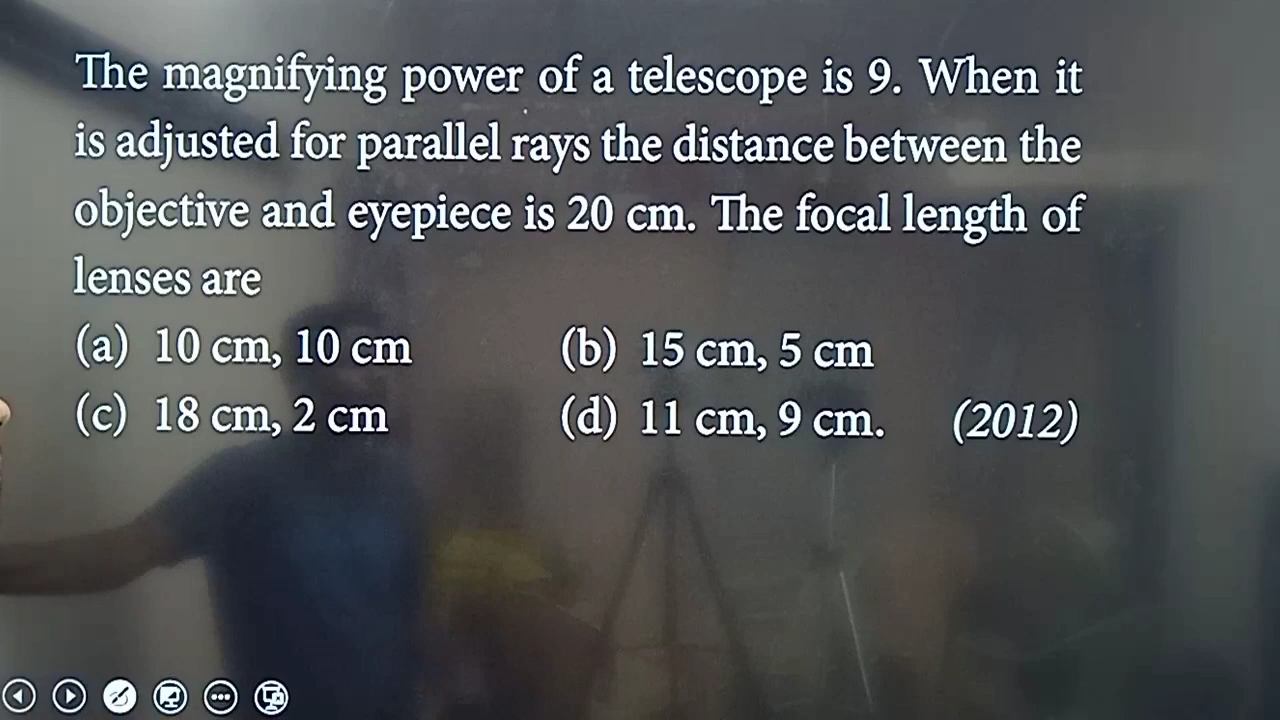 The magnifying power of a telescope is 9. When it
is adjusted for parallel rays the distance between the
objective and eyepiece is 20 cm. The focal length of
lenses are
(a) 10 cm, 10 cm (b) 15 cm, 5 cm
(c) 18 cm, 2 cm (d) 11 cm, 9 cm. (2012)